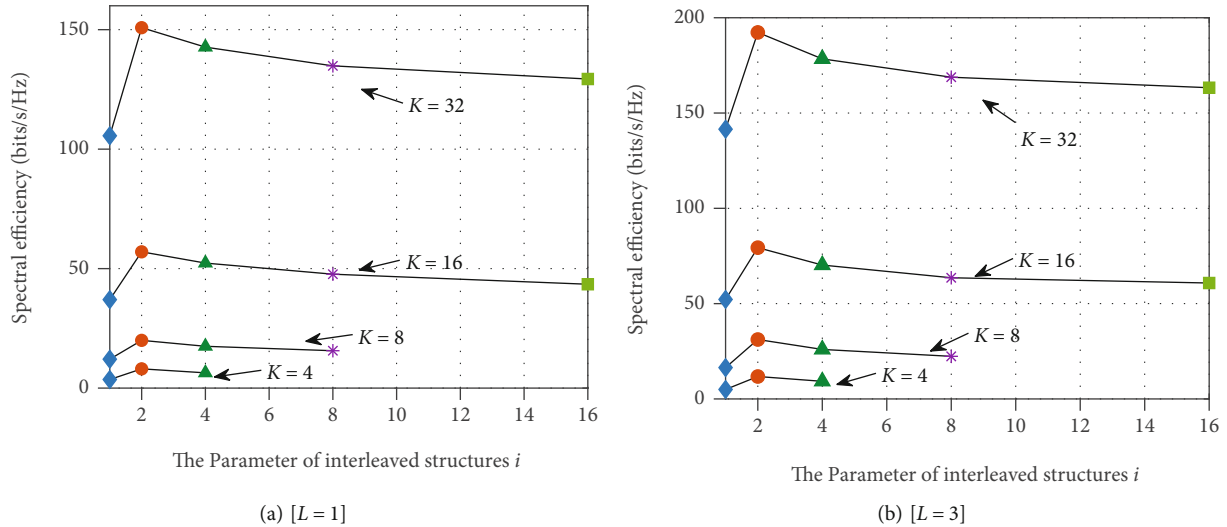 150
100
50
0
Spectral efficiency (bits/s/Hz)
K = 32
K = 16
K = 8
K = 4
2 4 6 8 10 12 14 16
The Parameter of interleaved structures i
(a) [L = 1]
200
150
100
50
0
Spectral efficiency (bits/s/Hz)
K = 32
K = 16
K = 8
K = 4
2 4 6 8 10 12 14 16
The Parameter of interleaved structures i
(b) [L = 3]